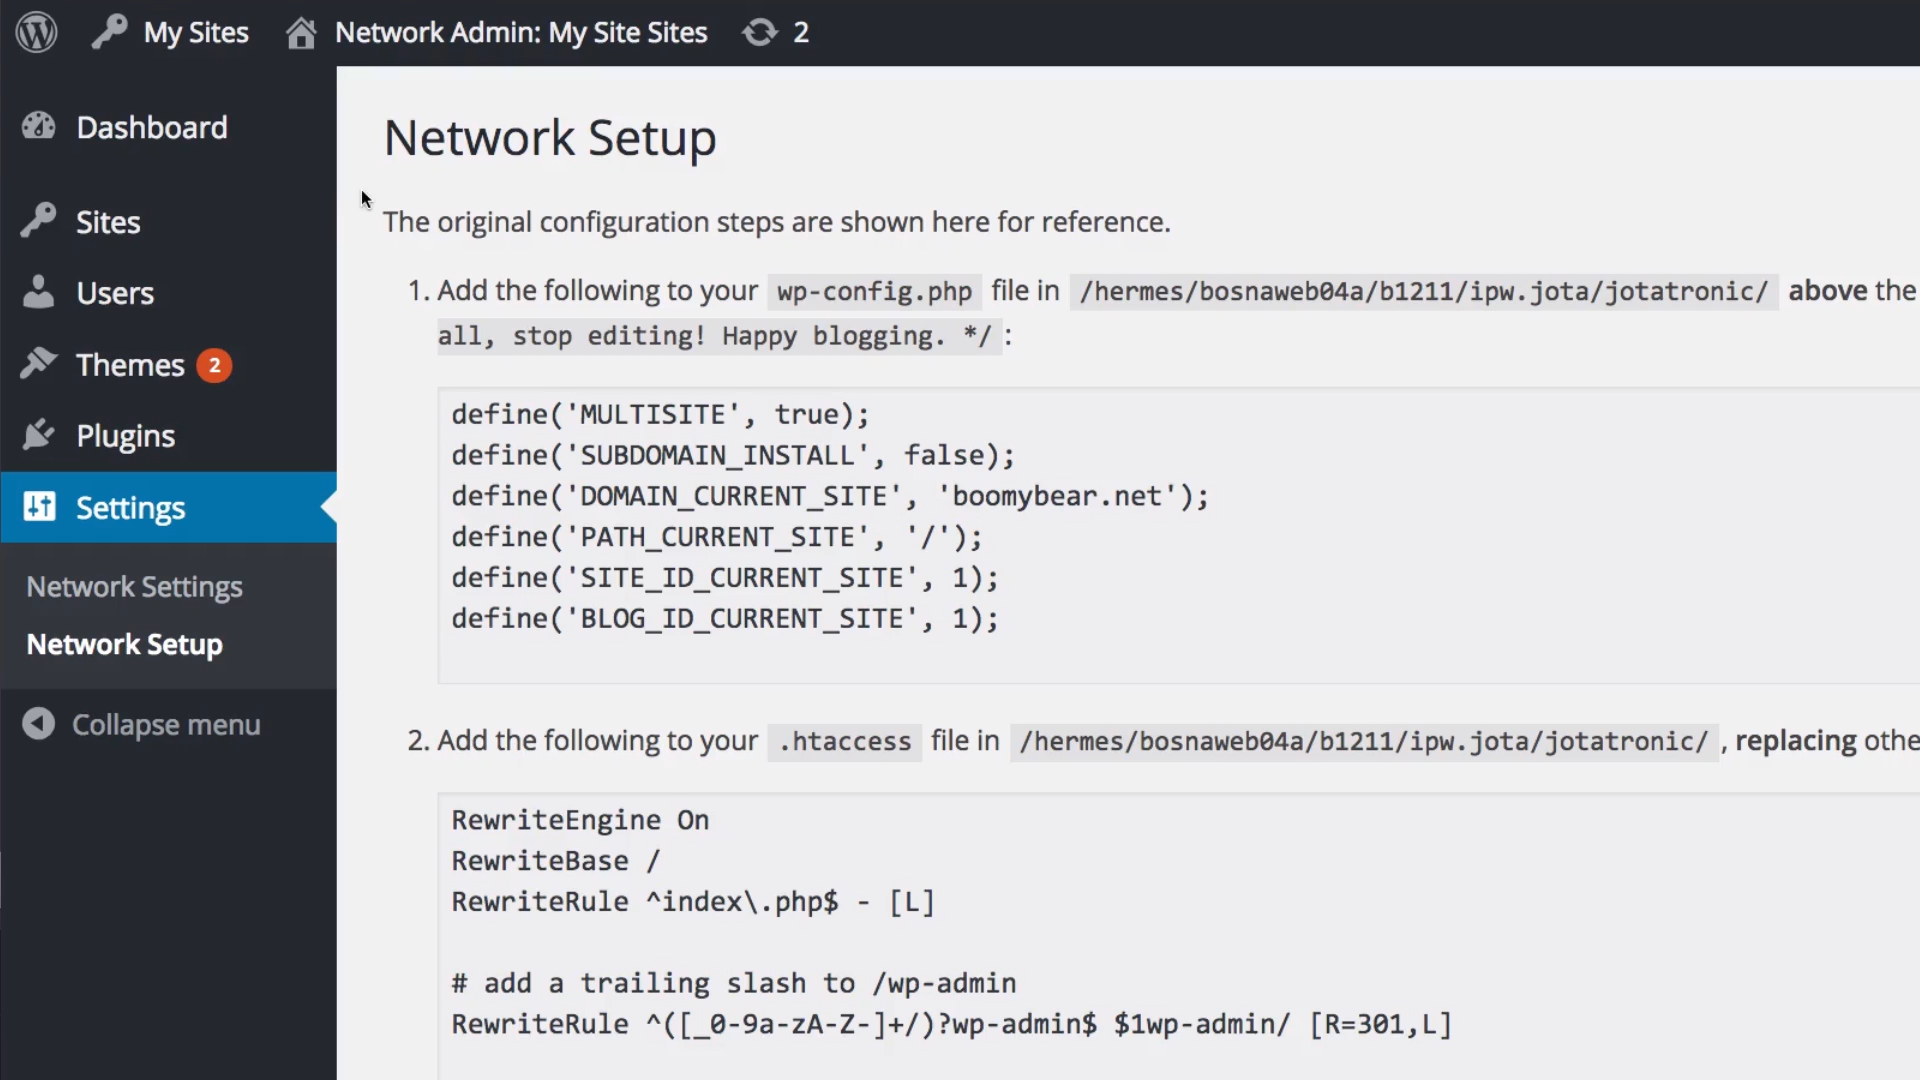 My Sites Network Admin: My Site Sites 2
Dashboard
Sites
Users
Themes 2
Plugins
Settings
Network Settings
Network Setup
Collapse menu
Network Setup
The original configuration steps are shown here for reference.
1. Add the following to your wp-config.php file in /hermes/bosnaweb04a/b1211/ipw.jota/jotatronic/ above the
all, stop editing! Happy blogging. */ :
define('MULTISITE', true);
define('SUBDOMAIN_INSTALL', false);
define('DOMAIN_CURRENT_SITE', 'boomybear.net');
define('PATH_CURRENT_SITE', '/');
define('SITE_ID_CURRENT_SITE', 1);
define('BLOG_ID_CURRENT_SITE', 1);
2. Add the following to your .htaccess file in /hermes/bosnaweb04a/b1211/ipw.jota/jotatronic/ , replacing othe
RewriteEngine On
RewriteBase /
RewriteRule ^index\.php$ - [L]
# add a trailing slash to /wp-admin
RewriteRule ^([_0-9a-zA-Z-]+/)?wp-admin$ $1wp-admin/ [R=301,L]